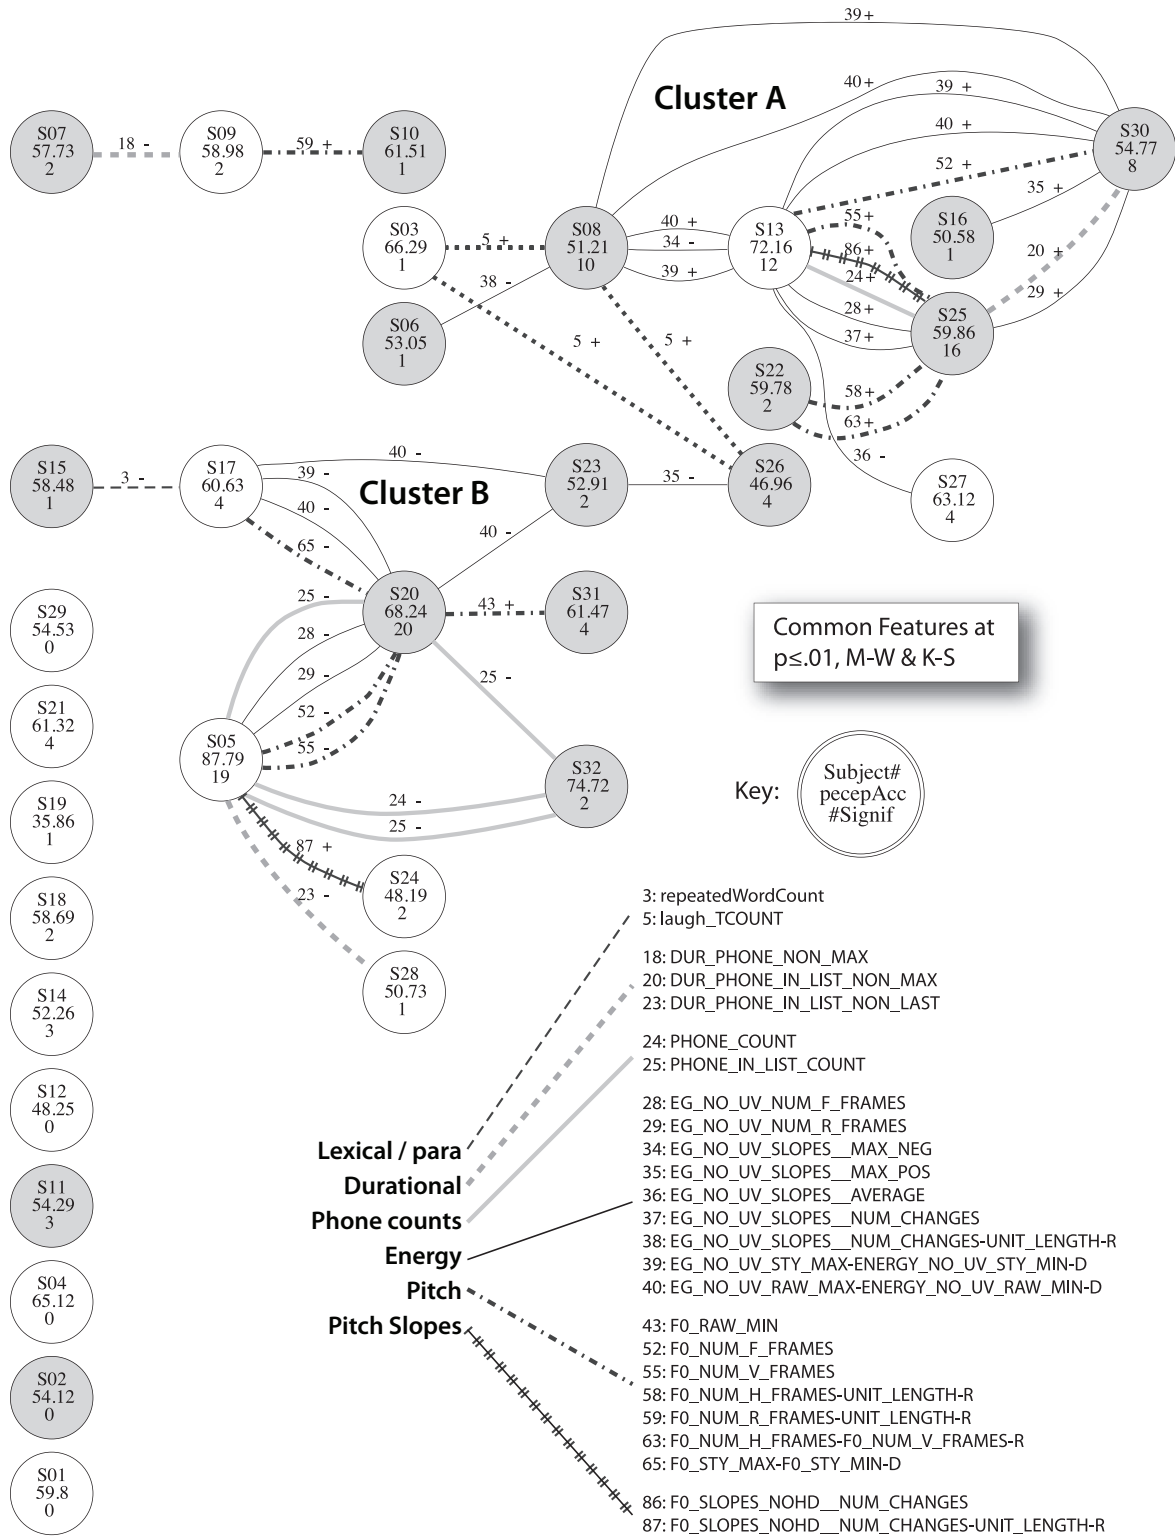 39+
Cluster A
40+
39 +
40 +
52 +
35 +
20 +
29 +
S07
57.73
2
18 -
S09
58.98
2
59 +
S10
61.51
1
S30
54.77
8
S03
66.29
1
5 +
S08
51.21
10
40 +
34 -
39 +
S13
72.16
12
S16
50.58
1
55+
86+
24+
28+
37+
38 -
S06
53.05
1
5 +
5 +
S25
59.86
16
S22
59.78
2
58+
63+
36 -
S15
58.48
1
3 -
S17
60.63
4
40 -
39 -
40 -
65 -
Cluster B
S23
52.91
2
35 -
S26
46.96
4
S27
63.12
4
40 -
S29
54.53
0
25 -
28 -
29 -
52 -
55 -
S20
68.24
20
43 +
S31
61.47
4
25 -
Common Features at
p≤.01, M-W & K-S
S21
61.32
4
S05
87.79
19
S32
74.72
2
24 -
25 -
Key:
Subject#
pecepAcc
#Signif
S19
35.86
1
87 +
23 -
S24
48.19
2
S18
58.69
2
S28
50.73
1
S14
52.26
3
S12
48.25
0
S11
54.29
3
S04
65.12
0
S02
54.12
0
S01
59.8
0
Lexical / para
Durational
Phone counts
Energy
Pitch
Pitch Slopes
3: repeatedWordCount
5: laugh_TCOUNT
18: DUR_PHONE_NON_MAX
20: DUR_PHONE_IN_LIST_NON_MAX
23: DUR_PHONE_IN_LIST_NON_LAST
24: PHONE_COUNT
25: PHONE_IN_LIST_COUNT
28: EG_NO_UV_NUM_F_FRAMES
29: EG_NO_UV_NUM_R_FRAMES
34: EG_NO_UV_SLOPES__MAX_NEG
35: EG_NO_UV_SLOPES__MAX_POS
36: EG_NO_UV_SLOPES__AVERAGE
37: EG_NO_UV_SLOPES__NUM_CHANGES
38: EG_NO_UV_SLOPES__NUM_CHANGES-UNIT_LENGTH-R
39: EG_NO_UV_STY_MAX-ENERGY_NO_UV_STY_MIN-D
40: EG_NO_UV_RAW_MAX-ENERGY_NO_UV_RAW_MIN-D
43: F0_RAW_MIN
52: F0_NUM_F_FRAMES
55: F0_NUM_V_FRAMES
58: F0_NUM_H_FRAMES-UNIT_LENGTH-R
59: F0_NUM_R_FRAMES-UNIT_LENGTH-R
63: F0_NUM_H_FRAMES-F0_NUM_V_FRAMES-R
65: F0_STY_MAX-F0_STY_MIN-D
86: F0_SLOPES_NOHD__NUM_CHANGES
87: F0_SLOPES_NOHD__NUM_CHANGES-UNIT_LENGTH-R